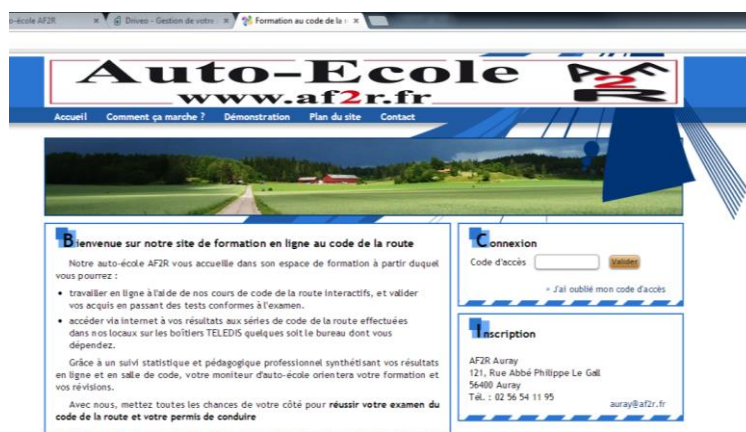 o-école AF2R
Driveo - Gestion de votre
Formation au code de la r
Auto-Ecole
www.af2r.fr
AF2R
Accueil Comment ça marche ? Démonstration Plan du site Contact
Bienvenue sur notre site de formation en ligne au code de la route
Notre auto-école AF2R vous accueille dans son espace de formation à partir duquel
vous pourrez :
• travailler en ligne à l'aide de nos cours de code de la route interactifs, et valider
vos acquis en passant des tests conformes à l'examen.
• accéder via internet à vos résultats aux séries de code de la route effectuées
dans nos locaux sur les boîtiers TELEDIS quelques soit le bureau dont vous
dépendez.
Grâce à un suivi statistique et pédagogique professionnel synthétisant vos résultats
en ligne et en salle de code, votre moniteur d'auto-école orientera votre formation et
vos révisions.
Avec nous, mettez toutes les chances de votre côté pour réussir votre examen du
code de la route et votre permis de conduire
Connexion
Code d'accès Valider
» J'ai oublié mon code d'accès
Inscription
AF2R Auray
121, Rue Abbé Philippe Le Gall
56400 Auray
Tél. : 02 56 54 11 95
auray@af2r.fr